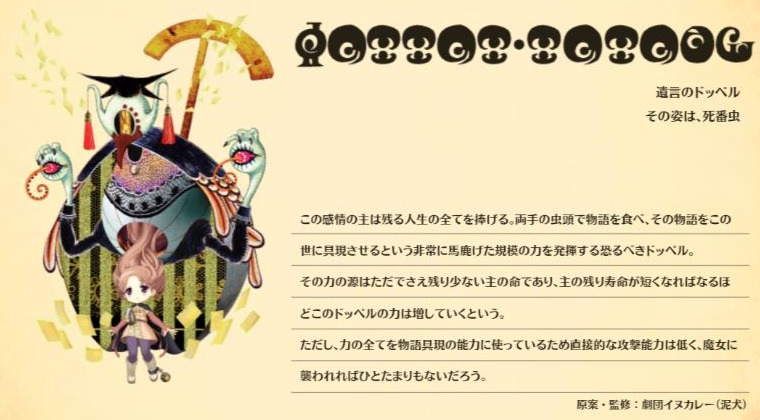 遺言のドッペル
その姿は、死番虫
この感情の主は残る人生の全てを捧げる。両手の虫頭で物語を食べ、その物語をこの
世に具現させるという非常に馬鹿げた規模の力を発揮する恐るべきドッペル。
その力の源はただでさえ残り少ない主の命であり、主の残り寿命が短くなればなるほ
どこのドッペルの力は増していくという。
ただし、力の全てを物語具現の能力に使っているため直接的な攻撃能力は低く、魔女に
襲われればひとたまりもないだろう。
原案・監修：劇団イヌカレー（泥犬）